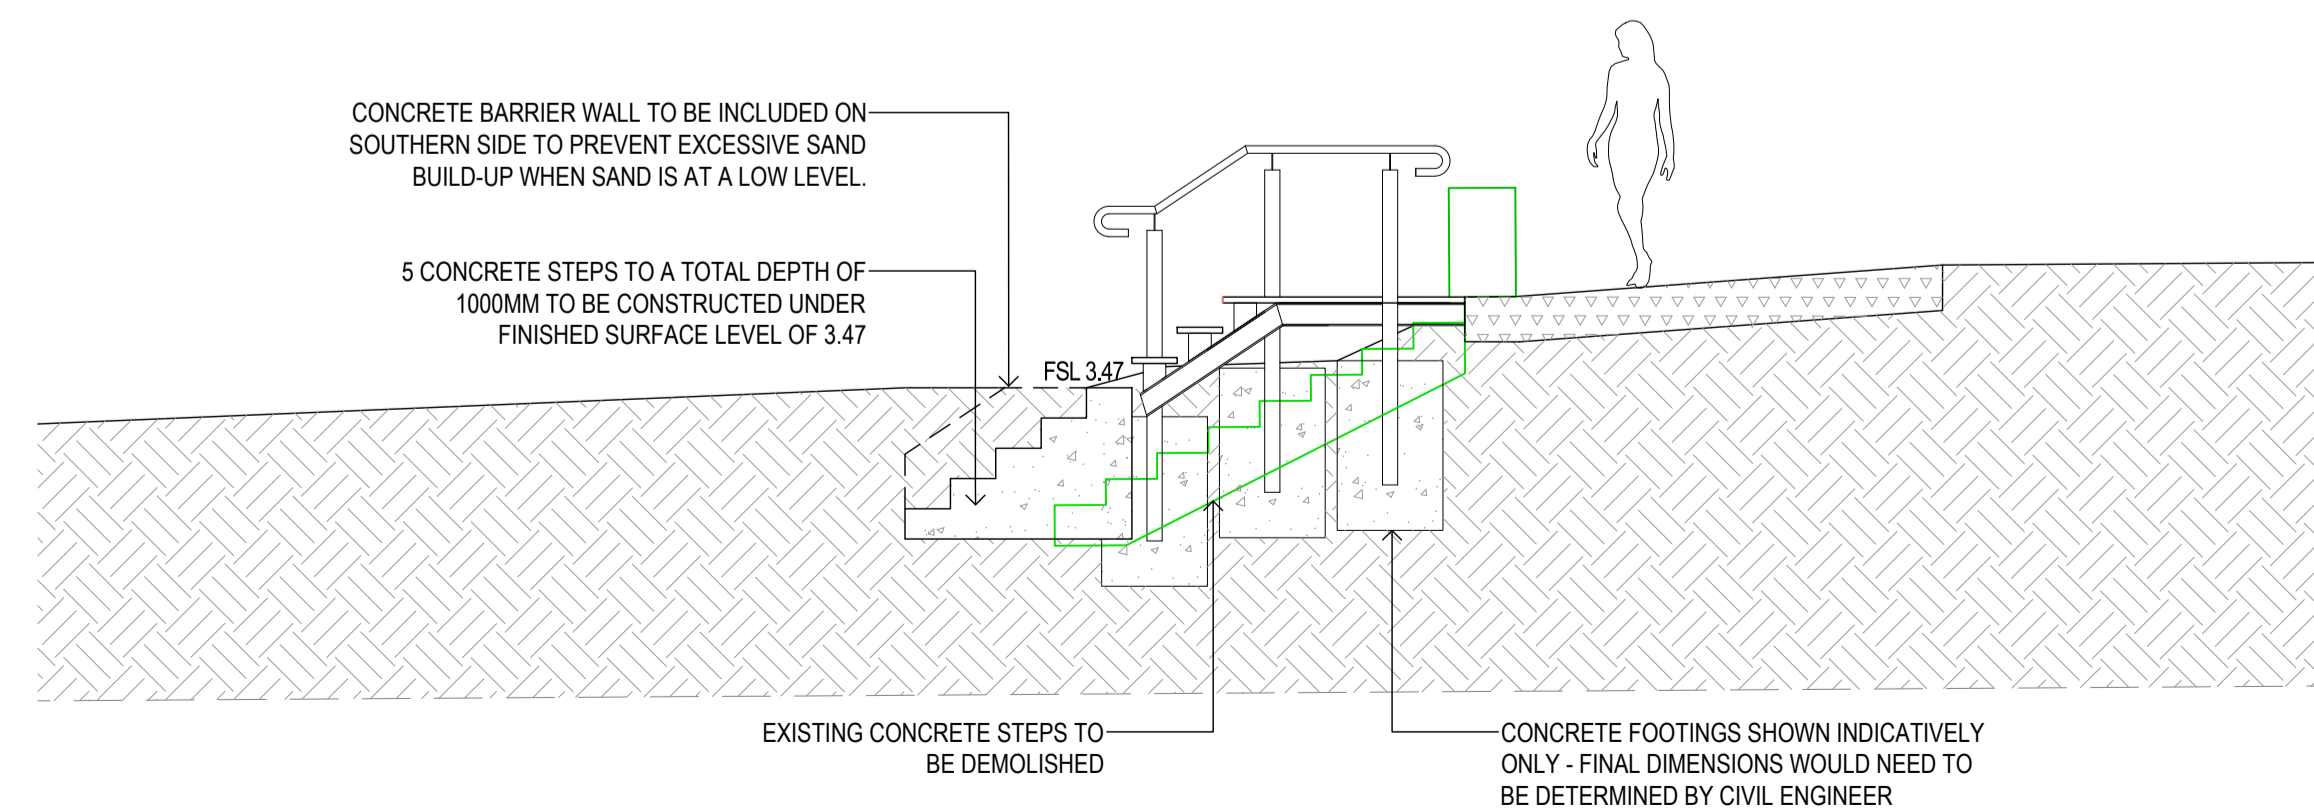 CONCRETE BARRIER WALL TO BE INCLUDED ON
SOUTHERN SIDE TO PREVENT EXCESSIVE SAND
BUILD-UP WHEN SAND IS AT A LOW LEVEL.
5 CONCRETE STEPS TO A TOTAL DEPTH OF
1000MM TO BE CONSTRUCTED UNDER
FINISHED SURFACE LEVEL OF 3.47
FSL 3.47
EXISTING CONCRETE STEPS TO
BE DEMOLISHED
CONCRETE FOOTINGS SHOWN INDICATIVELY
ONLY - FINAL DIMENSIONS WOULD NEED TO
BE DETERMINED BY CIVIL ENGINEER